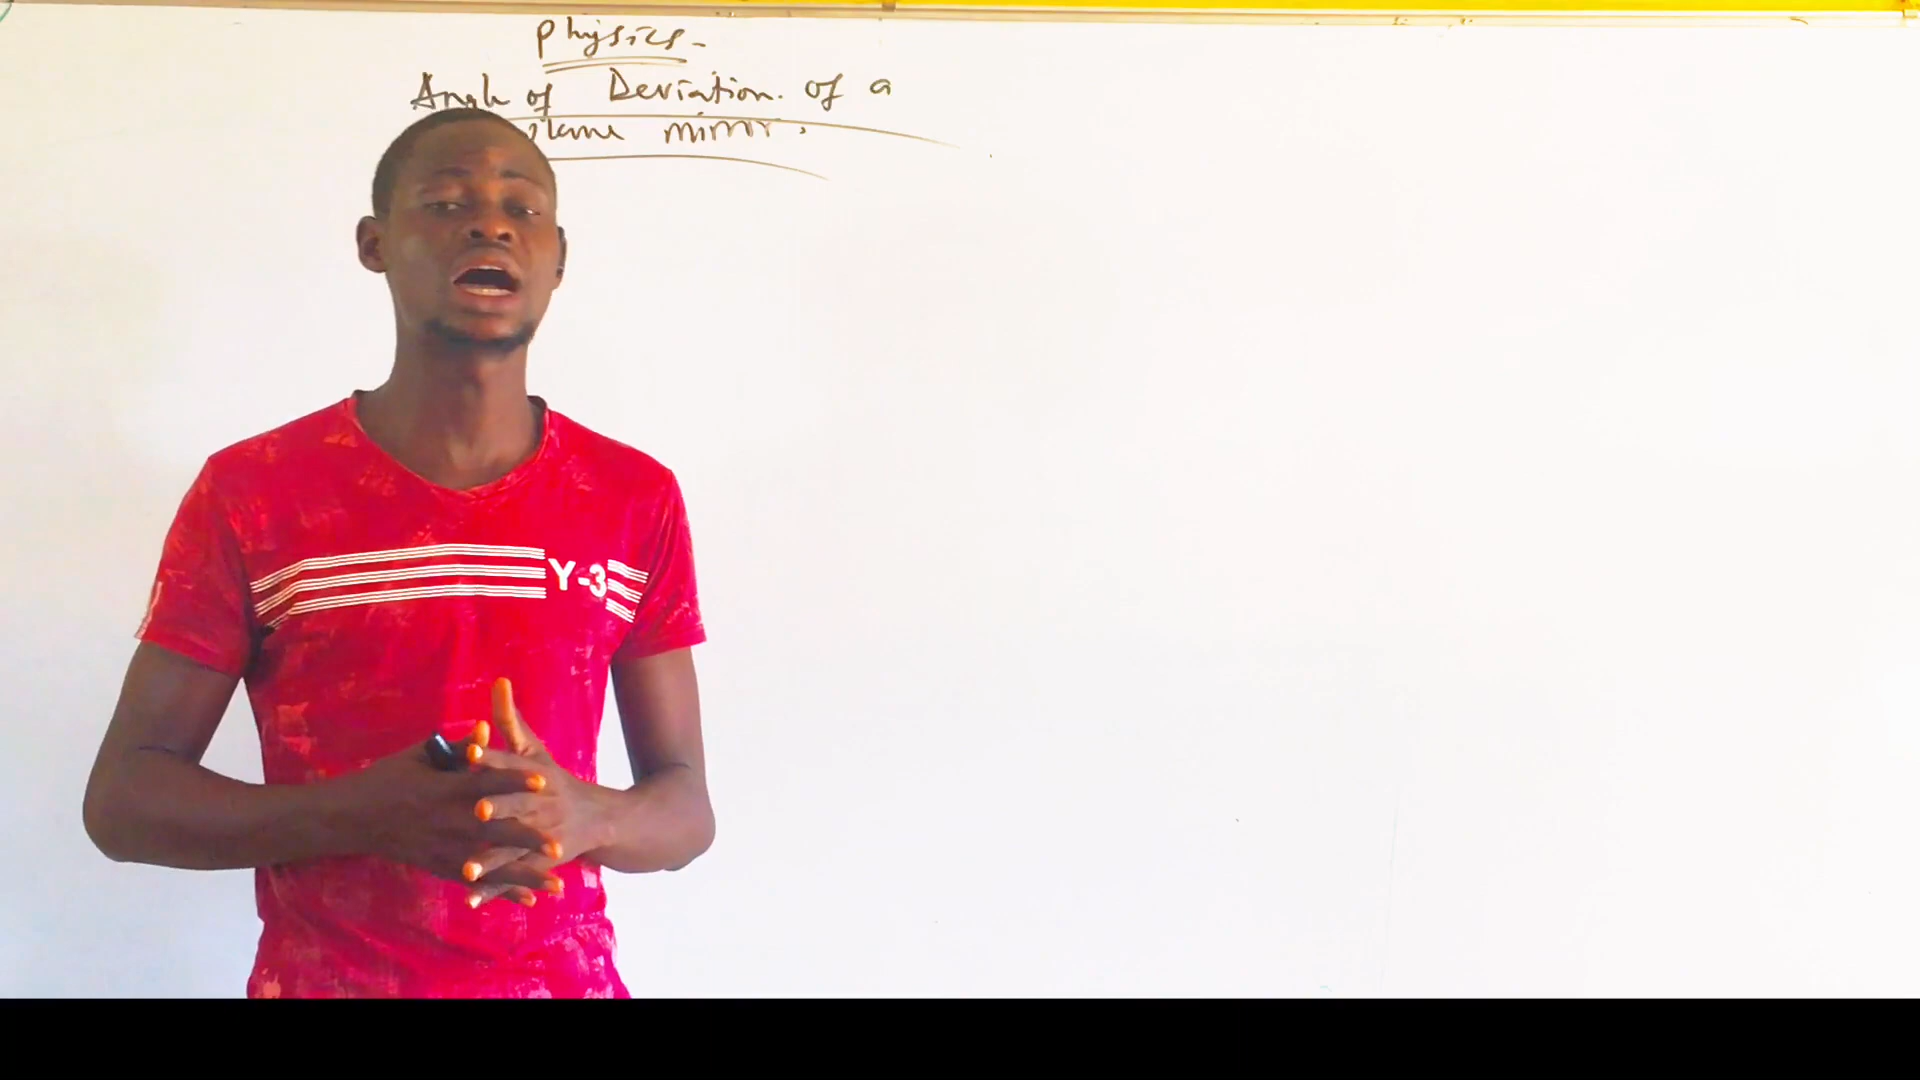 Physics-
Angle of Deviation. of a
plane mirror.
Y-3